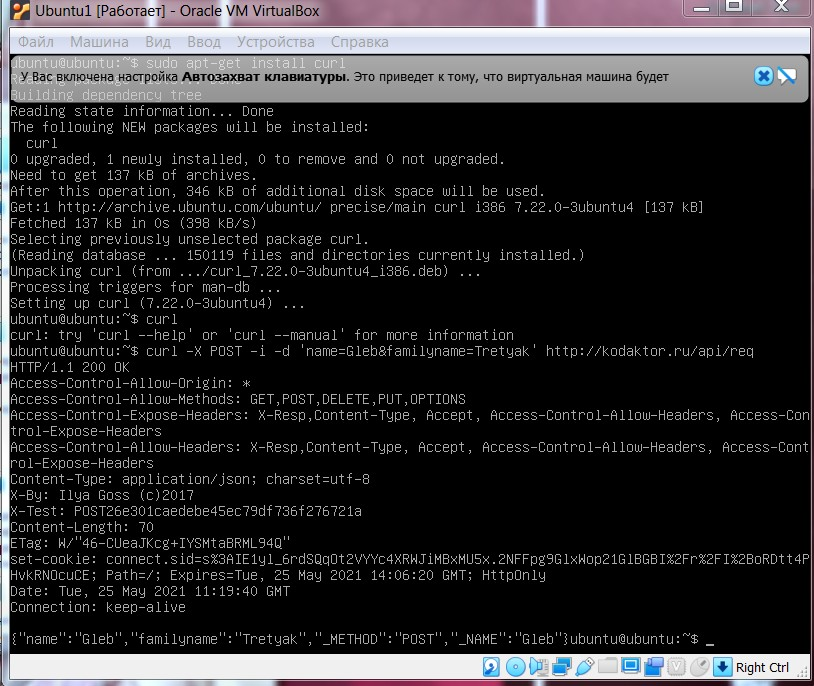 Ubuntu1 [Работает] - Oracle VM VirtualBox
Файл Машина Вид Ввод Устройства Справка
ubuntu@ubuntu:~$ sudo apt-get install curl
У Вас включена настройка Автозахват клавиатуры. Это приведет к тому, что виртуальная машина будет
Building dependency tree
Reading state information... Done
The following NEW packages will be installed:
curl
0 upgraded, 1 newly installed, 0 to remove and 0 not upgraded.
Need to get 137 kB of archives.
After this operation, 346 kB of additional disk space will be used.
Get:1 http://archive.ubuntu.com/ubuntu/ precise/main curl i386 7.22.0-3ubuntu4 [137 kB]
Fetched 137 kB in 0s (398 kB/s)
Selecting previously unselected package curl.
(Reading database ... 150119 files and directories currently installed.)
Unpacking curl (from .../curl_7.22.0-3ubuntu4_i386.deb) ...
Processing triggers for man-db ...
Setting up curl (7.22.0-3ubuntu4) ...
ubuntu@ubuntu:~$ curl
curl: try 'curl --help' or 'curl --manual' for more information
ubuntu@ubuntu:~$ curl -X POST -i -d 'name=Gleb&familyname=Tretyak' http://kodaktor.ru/api/req
HTTP/1.1 200 OK
Access-Control-Allow-Origin: *
Access-Control-Allow-Methods: GET,POST,DELETE,PUT,OPTIONS
Access-Control-Expose-Headers: X-Resp,Content-Type, Accept, Access-Control-Allow-Headers, Access-Con
trol-Expose-Headers
Access-Control-Allow-Headers: X-Resp,Content-Type, Accept, Access-Control-Allow-Headers, Access-Cont
rol-Expose-Headers
Content-Type: application/json; charset=utf-8
X-By: Ilya Goss (c)2017
X-Test: POST26e301caedebe45ec79df736f276721a
Content-Length: 70
ETag: W/"46-CUeaJKcg+IYSMtaBRML94Q"
set-cookie: connect.sid=s%3AIE1yl_6rdSQqOt2VYYc4XRWJiMBxMU5x.2NFFpg9GlxWop21GlBGBI%2Fr%2FI%2BoRDtt4P
HvkRNOcuCE; Path=/; Expires=Tue, 25 May 2021 14:06:20 GMT; HttpOnly
Date: Tue, 25 May 2021 11:19:40 GMT
Connection: keep-alive
{"name":"Gleb","familyname":"Tretyak","_METHOD":"POST","_NAME":"Gleb"}ubuntu@ubuntu:~$ _
Right Ctrl